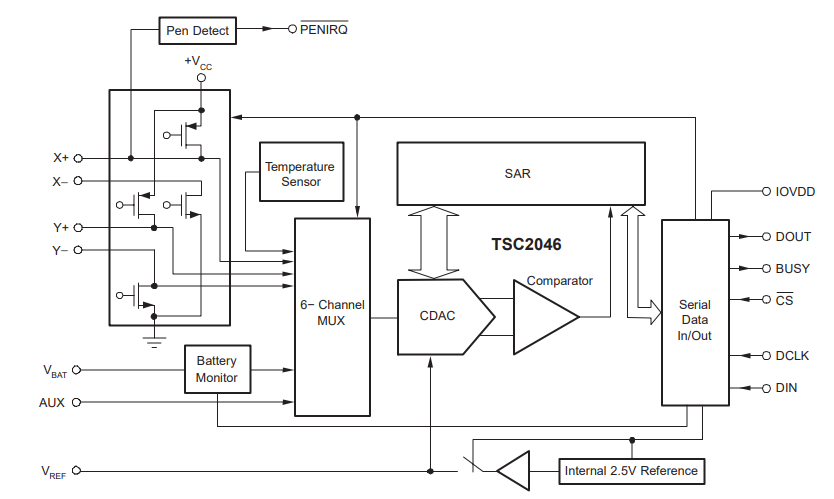 Pen Detect
PENIRQ
+VCC
X+
X−
Y+
Y−
Temperature
Sensor
SAR
TSC2046
IOVDD
DOUT
BUSY
CS
DCLK
DIN
Comparator
CDAC
6− Channel
MUX
Serial
Data
In/Out
Battery
Monitor
VBAT
AUX
VREF
Internal 2.5V Reference